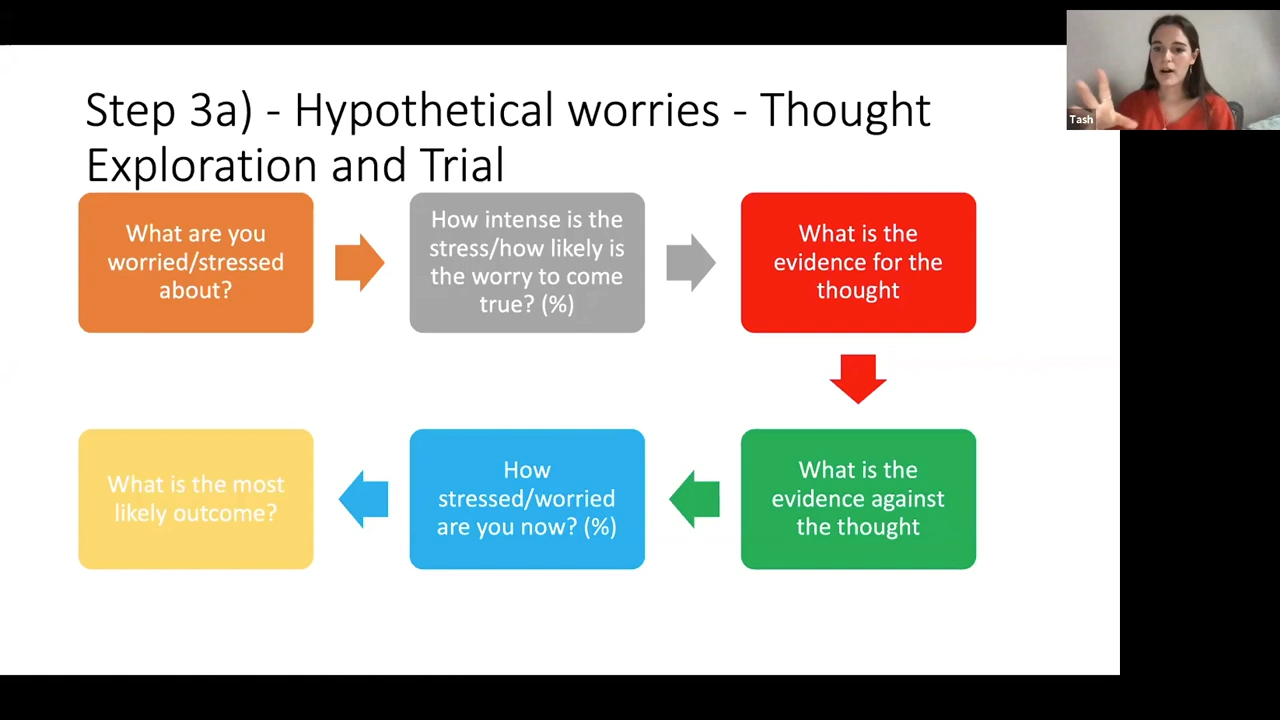 Step 3a) - Hypothetical worries - Thought
Exploration and Trial
Tash
What are you
worried/stressed
about?
How intense is the
stress/how likely is
the worry to come
true? (%)
What is the
evidence for the
thought
What is the
evidence against
the thought
How
stressed/worried
are you now? (%)
What is the most
likely outcome?